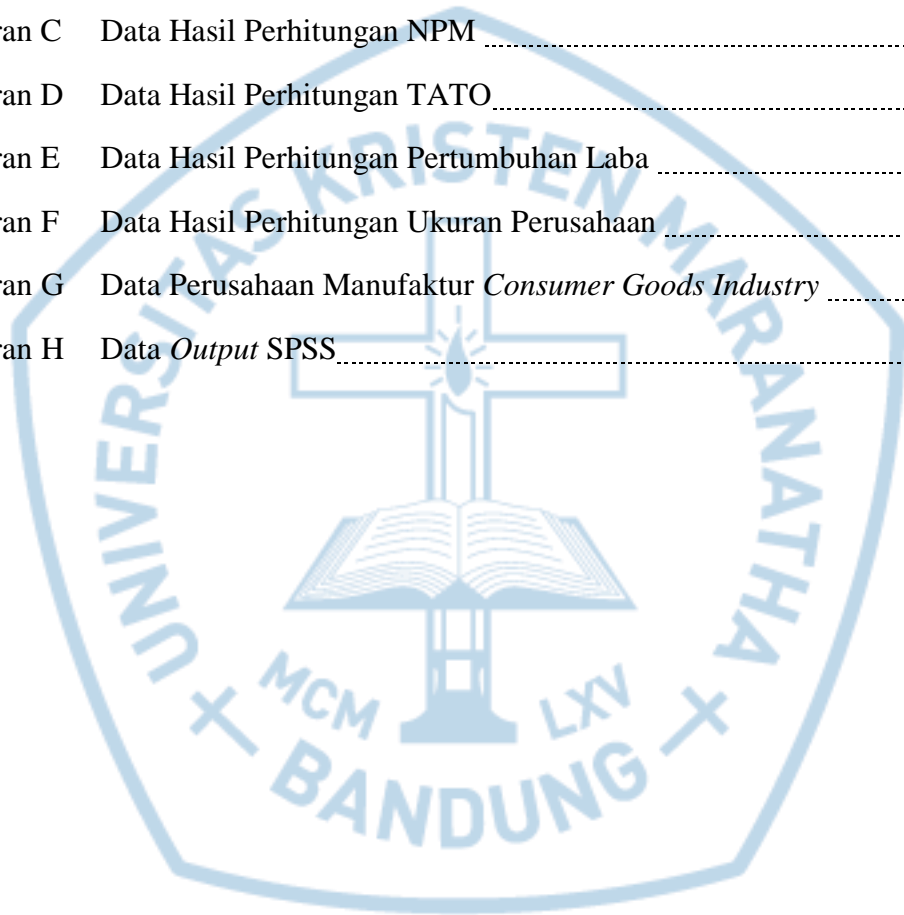 ran C Data Hasil Perhitungan NPM
ran D Data Hasil Perhitungan TATO
ran E Data Hasil Perhitungan Pertumbuhan Laba
ran F Data Hasil Perhitungan Ukuran Perusahaan
ran G Data Perusahaan Manufaktur Consumer Goods Industry
ran H Data Output SPSS
UNIVERSITAS KRISTEN MARANATHA
MCM LXV
BANDUNG